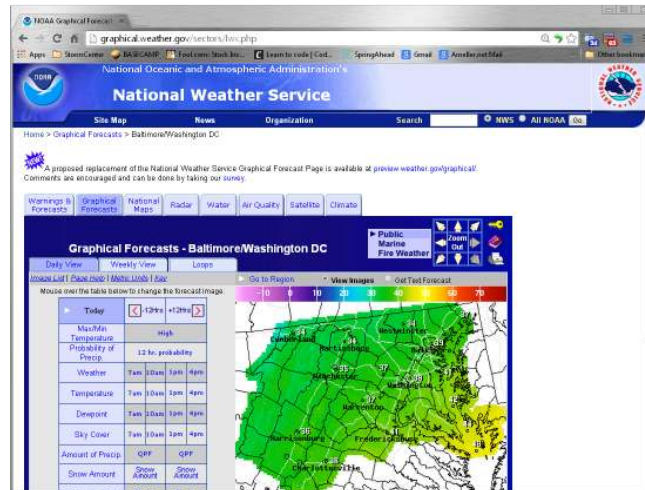 NOAA Graphical Forecast
graphical.weather.gov/sectors/lwx.php
Apps StormCenter BASECAMP Fool.com: Stock Inv... Learn to code | Cod... SpringAhead Gmail Other bookmar
National Oceanic and Atmospheric Administration's
National Weather Service
Site Map News Organization Search NWS All NOAA Go
Home > Graphical Forecasts > Baltimore/Washington DC
NEW! A proposed replacement of the National Weather Service Graphical Forecast Page is available at preview.weather.gov/graphical/.
Comments are encouraged and can be done by taking our survey.
Warnings & Forecasts Graphical Forecasts National Maps Radar Water Air Quality Satellite Climate
Graphical Forecasts - Baltimore/Washington DC
Public
Marine
Fire Weather
Zoom Out
Daily View Weekly View Loops
Image List | Page Help | Metric Units | Key
Go to Region View Images Get Text Forecast
Mouse over the table below to change the forecast image.
-10 0 10 20 30 40 50 60 70
Today -12Hrs +12Hrs
Max/Min Temperature High
Probability of Precip. 12 hr. probability
Weather 7am 10am 1pm 4pm
Temperature 7am 10am 1pm 4pm
Dewpoint 7am 10am 1pm 4pm
Sky Cover 7am 10am 1pm 4pm
Amount of Precip. QPF QPF
Snow Amount Snow Amount Snow Amount
Cumberland
Martinsburg
Westminster
Winchester
Washington
Warrenton
Harrisonburg
Fredericksburg
Charlottesville